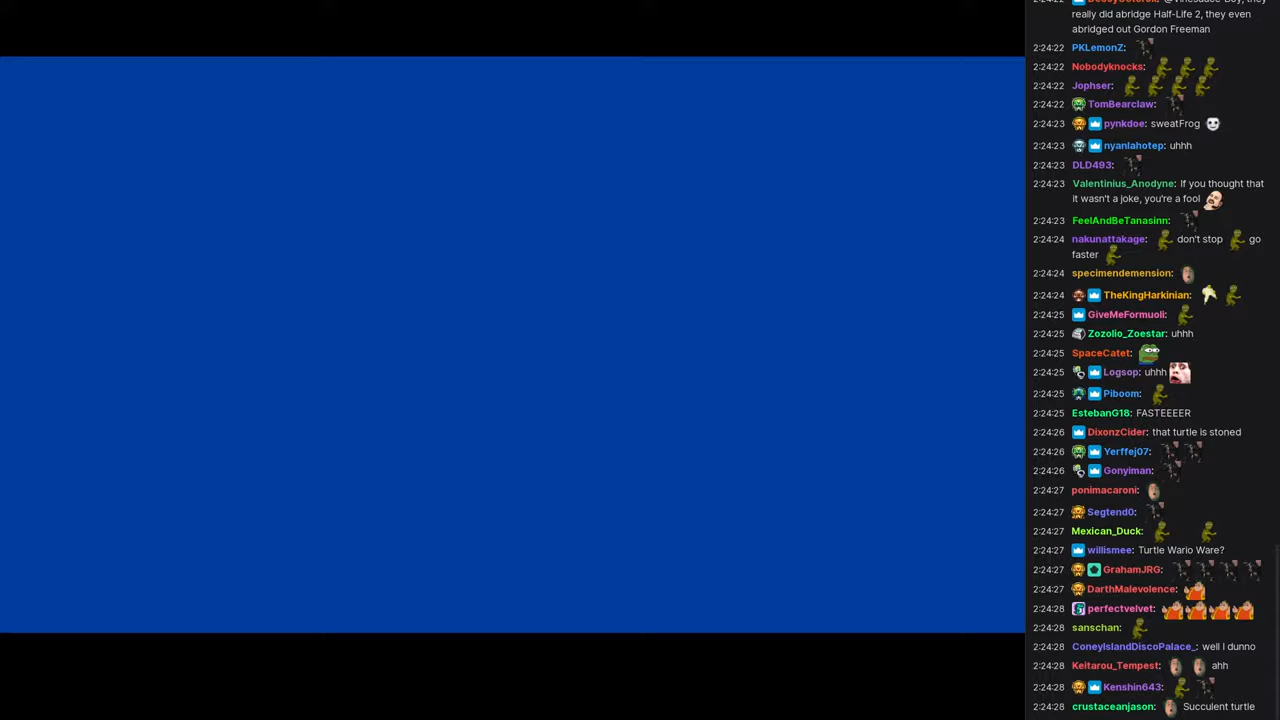 really did abridge Half-Life 2, they even
abridged out Gordon Freeman
2:24:22 PKLemonZ:
2:24:22 Nobodyknocks:
2:24:22 Jophser:
2:24:22 TomBearclaw:
2:24:23 pynkdoe: sweatFrog
2:24:23 nyanlahotep: uhhh
2:24:23 DLD493:
2:24:23 Valentinius_Anodyne: If you thought that
it wasn't a joke, you're a fool
2:24:23 FeelAndBeTanasinn:
2:24:24 nakunattakage: don't stop go
faster
2:24:24 specimendemension:
2:24:24 TheKingHarkinian:
2:24:25 GiveMeFormuoli:
2:24:25 Zozolio_Zoestar: uhhh
2:24:25 SpaceCatet:
2:24:25 Logsop: uhhh
2:24:25 Piboom:
2:24:25 EstebanG18: FASTEEEER
2:24:26 DixonzCider: that turtle is stoned
2:24:26 Yerffej07:
2:24:26 Gonyiman:
2:24:27 ponimacaroni:
2:24:27 Segtend0:
2:24:27 Mexican_Duck:
2:24:27 willismee: Turtle Wario Ware?
2:24:27 GrahamJRG:
2:24:27 DarthMalevolence:
2:24:28 perfectvelvet:
2:24:28 sanschan:
2:24:28 ConeyIslandDiscoPalace_: well I dunno
2:24:28 Keitarou_Tempest: ahh
2:24:28 Kenshin643:
2:24:28 crustaceanjason: Succulent turtle